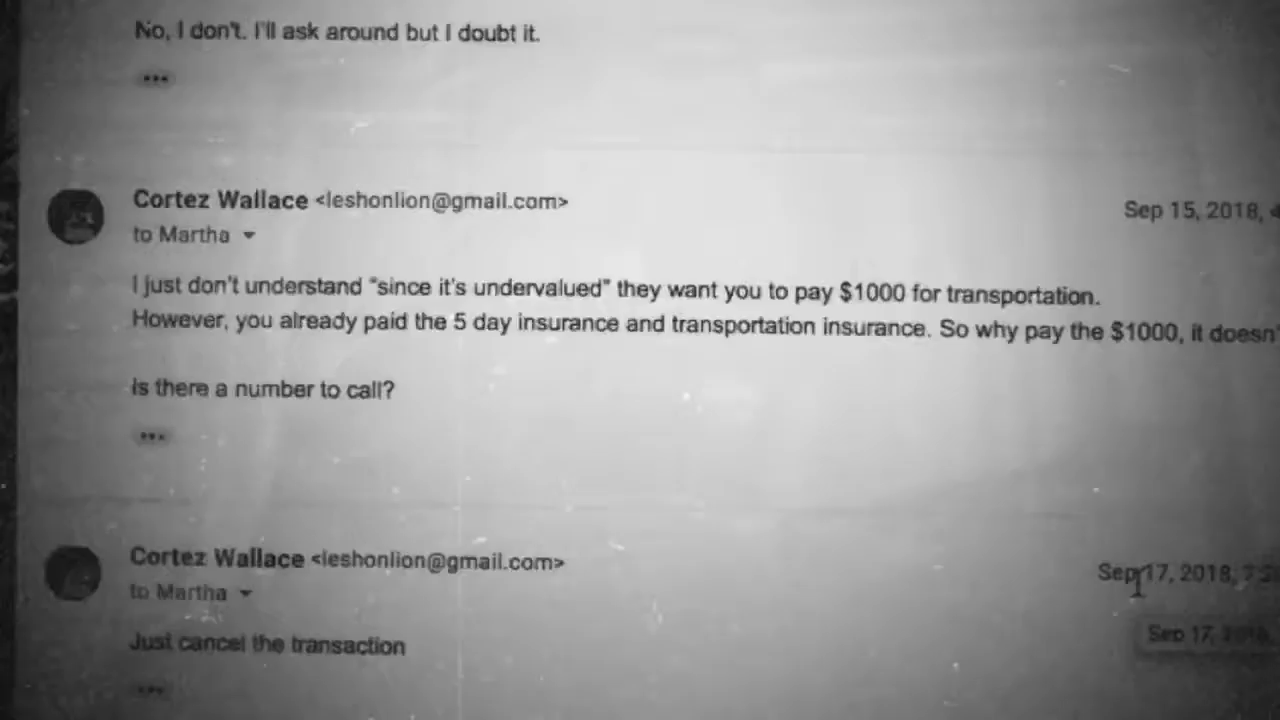 No, I don't. I'll ask around but I doubt it.
Cortez Wallace <leshonlion@gmail.com>
Sep 15, 2018,
to Martha
I just don't understand "since it's undervalued" they want you to pay $1000 for transportation.
However, you already paid the 5 day insurance and transportation insurance. So why pay the $1000, it doesn'
Is there a number to call?
Cortez Wallace <leshonlion@gmail.com>
Sep 17, 2018,
to Martha
Sep 17,
Just cancel the transaction